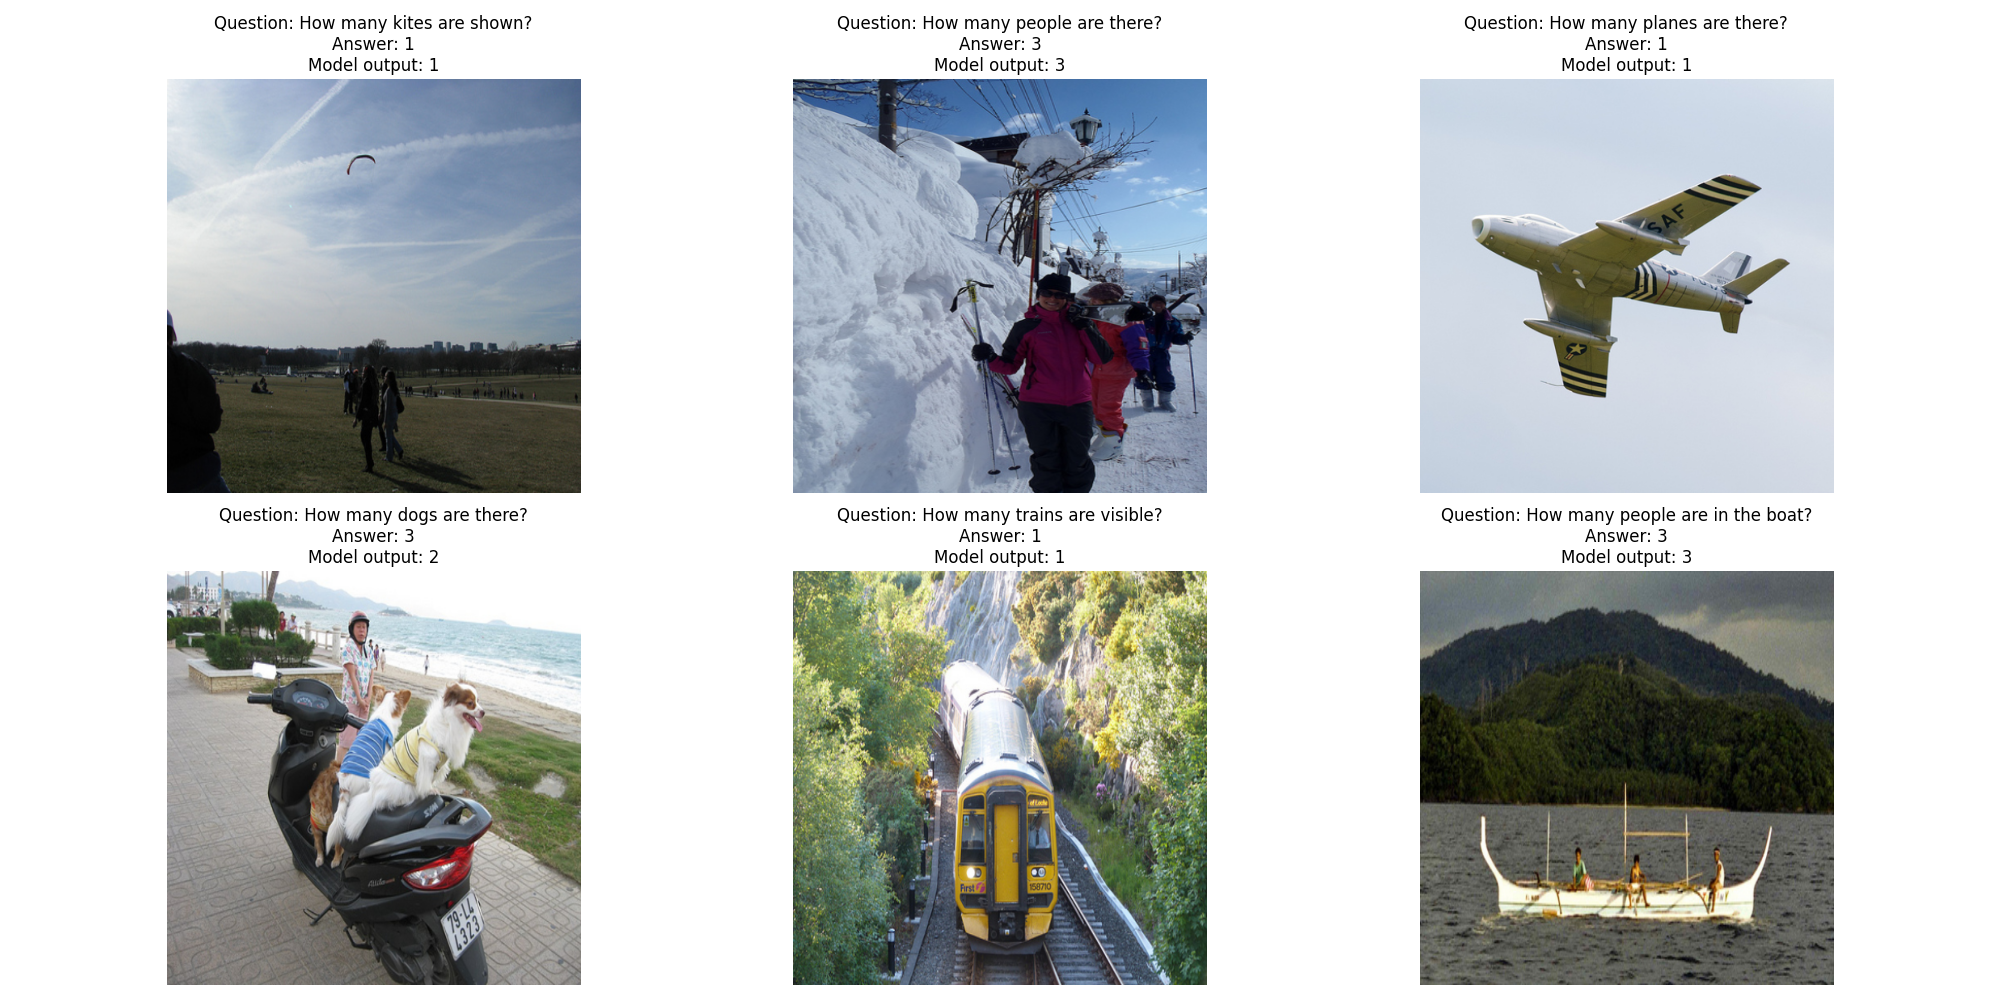 Question: How many kites are shown?
Answer: 1
Model output: 1
Question: How many people are there?
Answer: 3
Model output: 3
Question: How many planes are there?
Answer: 1
Model output: 1
SAF
Question: How many dogs are there?
Answer: 3
Model output: 2
79-L4
4323
Question: How many trains are visible?
Answer: 1
Model output: 1
First
158710
Question: How many people are in the boat?
Answer: 3
Model output: 3